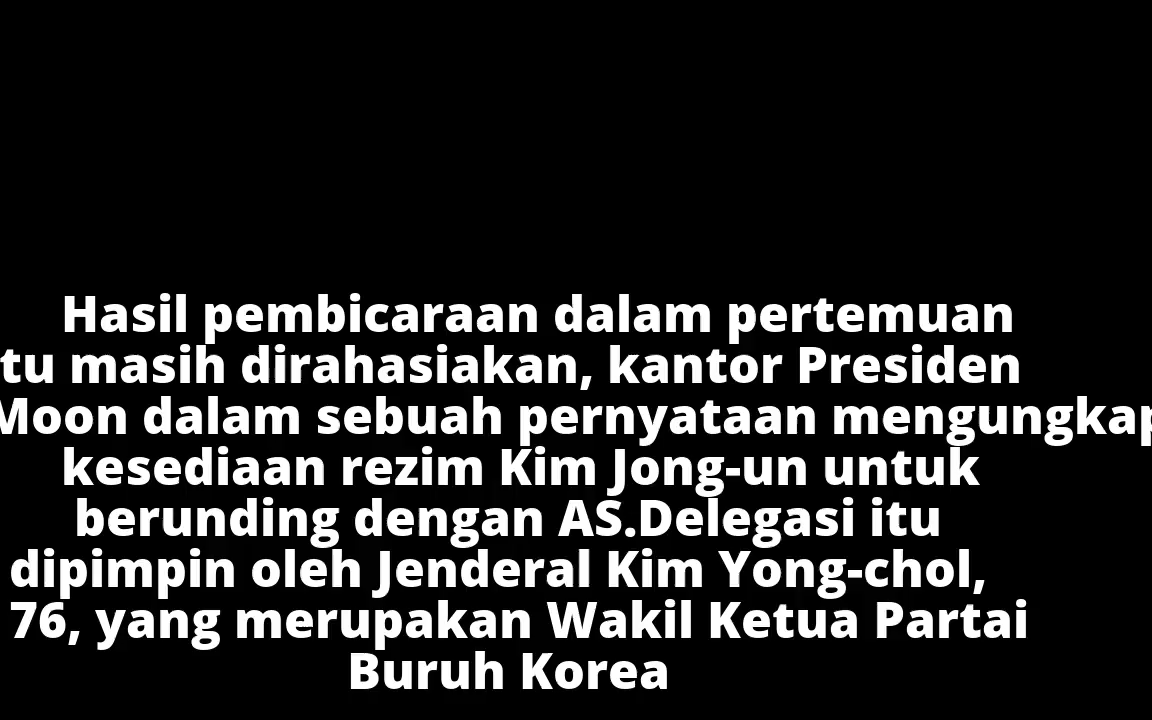 Hasil pembicaraan dalam pertemuan
tu masih dirahasiakan, kantor Presiden
Moon dalam sebuah pernyataan mengungkap
kesediaan rezim Kim Jong-un untuk
berunding dengan AS.Delegasi itu
dipimpin oleh Jenderal Kim Yong-chol,
76, yang merupakan Wakil Ketua Partai
Buruh Korea